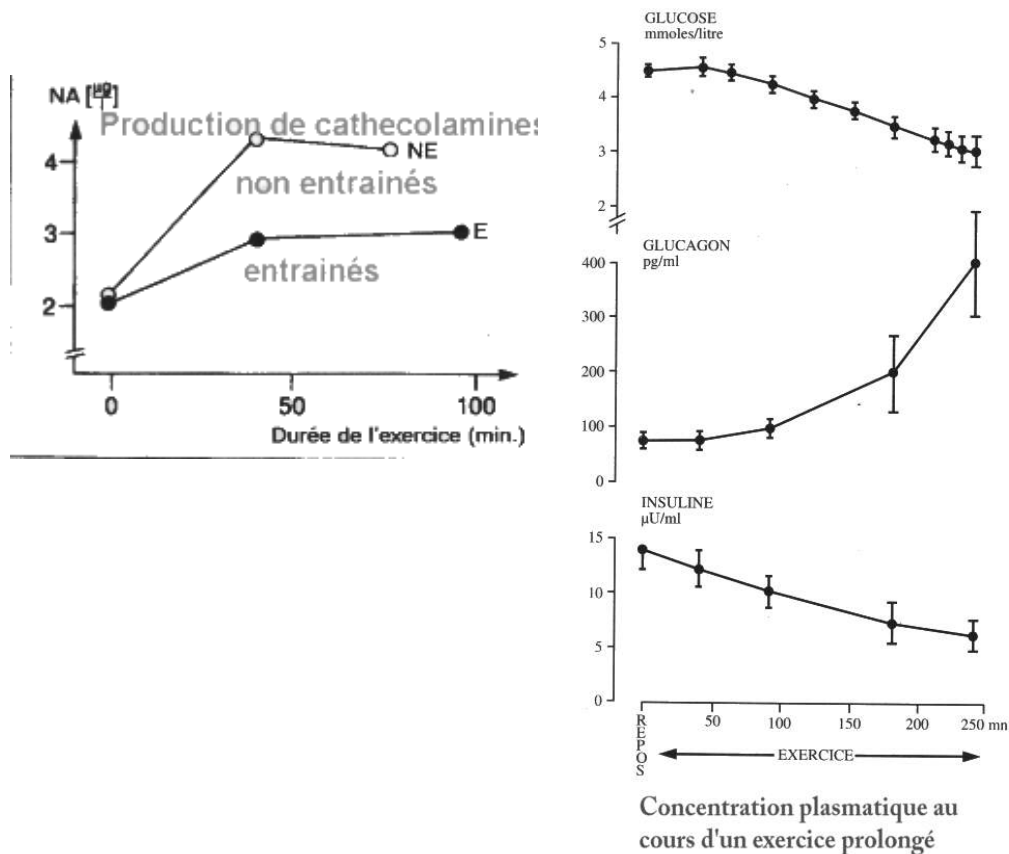 NA [µg]
Production de cathecolamines
4
NE
non entrainés
3
E
entrainés
2
0
50
100
Durée de l'exercice (min.)
GLUCOSE
mmoles/litre
5
4
3
2
GLUCAGON
pg/ml
400
300
200
100
0
INSULINE
µU/ml
15
10
5
0
REPOS
50
100
150
200
250 mn
EXERCICE
Concentration plasmatique au
cours d'un exercice prolongé